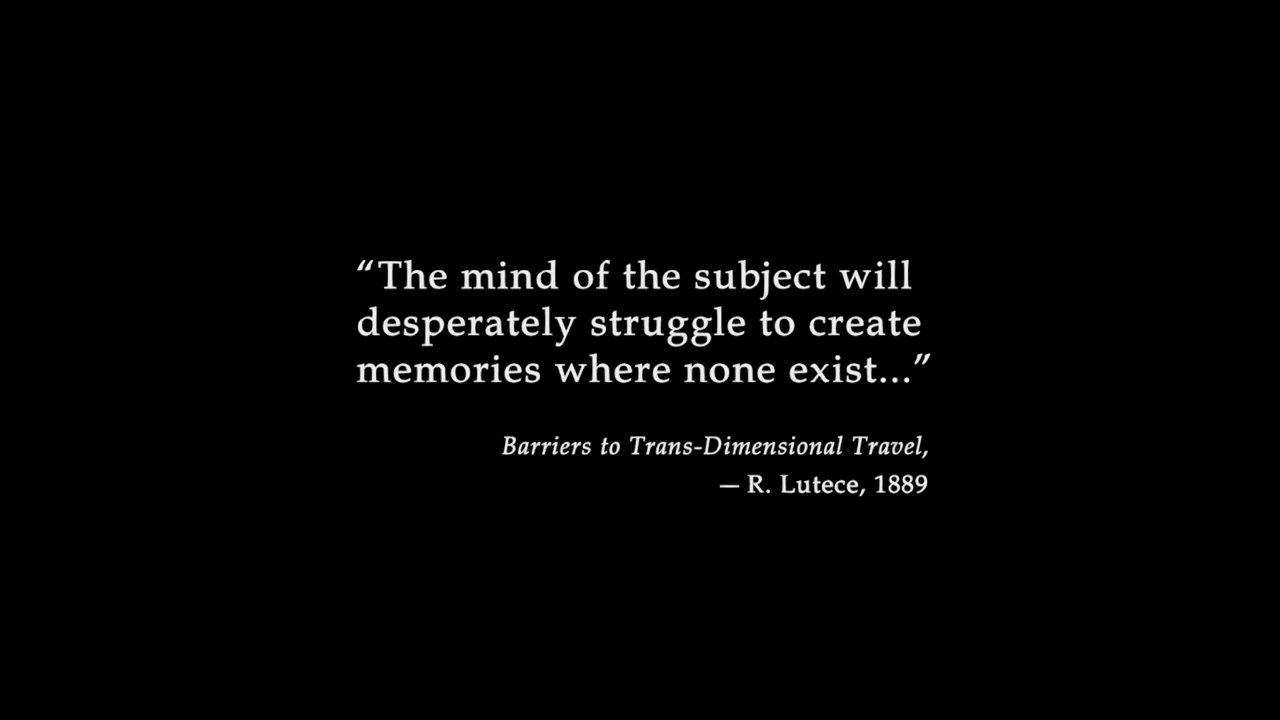 “The mind of the subject will
desperately struggle to create
memories where none exist...”
Barriers to Trans-Dimensional Travel,
— R. Lutece, 1889